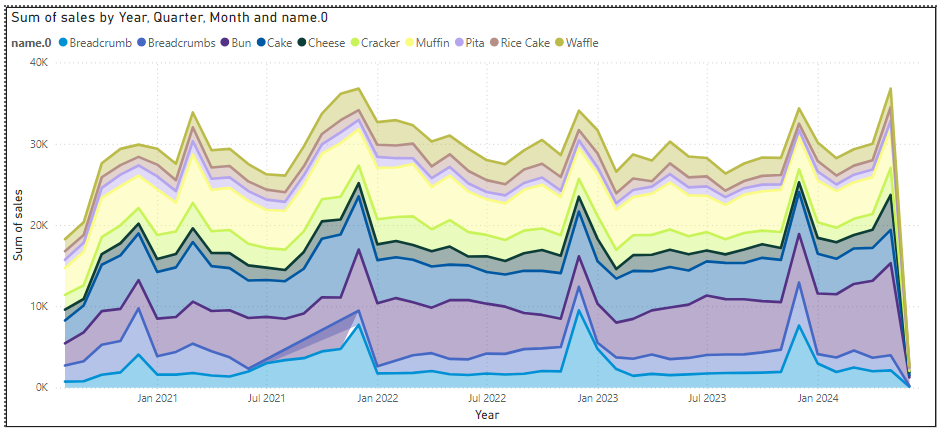 Sum of sales by Year, Quarter, Month and name.0
name.0 Breadcrumb Breadcrumbs Bun Cake Cheese Cracker Muffin Pita Rice Cake Waffle
40K
30K
20K
10K
0K
Sum of sales
Jan 2021 Jul 2021 Jan 2022 Jul 2022 Jan 2023 Jul 2023 Jan 2024
Year